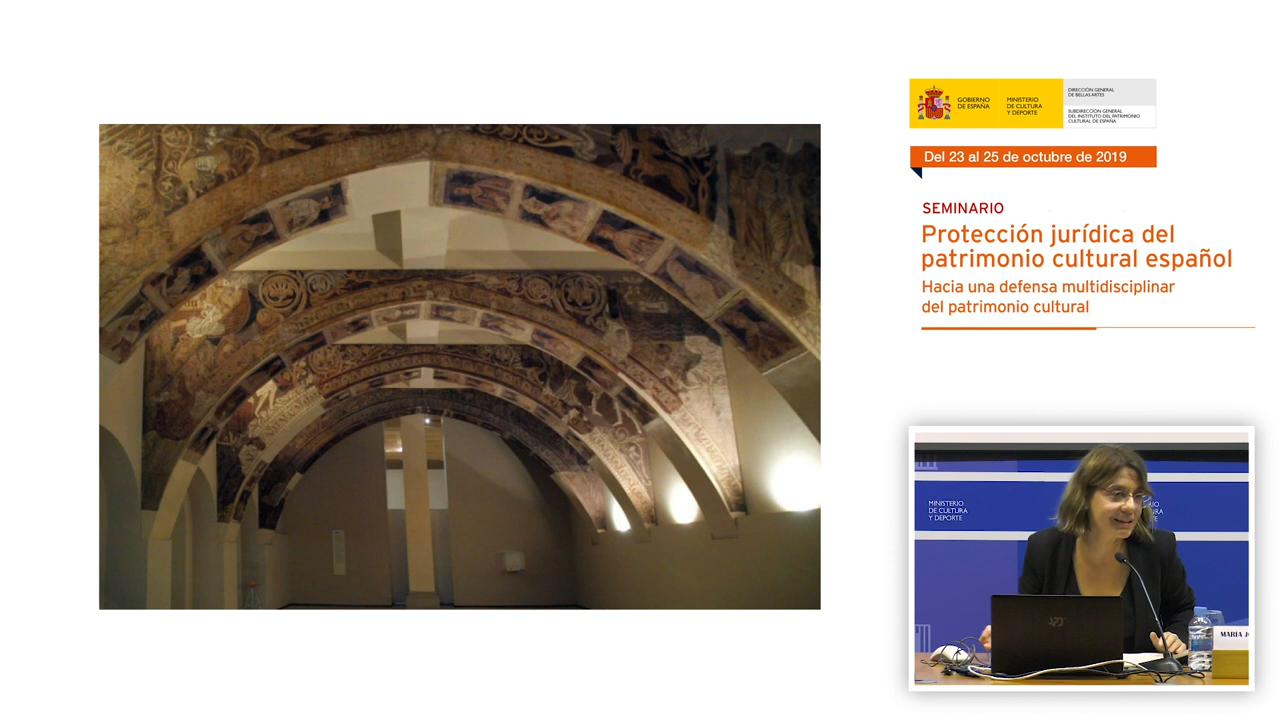 GOBIERNO
DE ESPAÑA
MINISTERIO
DE CULTURA
Y DEPORTE
DIRECCIÓN GENERAL
DE BELLAS ARTES
SUBDIRECCIÓN GENERAL
DEL INSTITUTO DEL PATRIMONIO
CULTURAL DE ESPAÑA
Del 23 al 25 de octubre de 2019
SEMINARIO
Protección jurídica del
patrimonio cultural español
Hacia una defensa multidisciplinar
del patrimonio cultural
MINISTERIO
DE CULTURA
Y DEPORTE
MARÍA